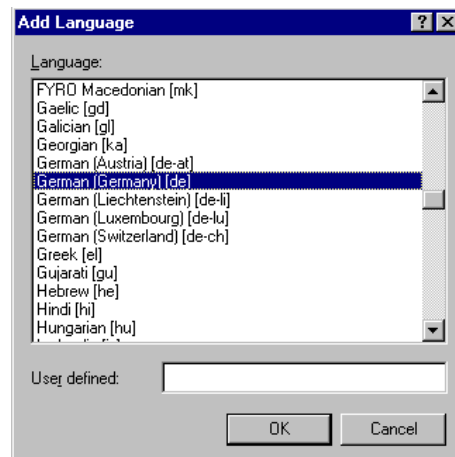 Add Language
Language:
FYRO Macedonian [mk]
Gaelic [gd]
Galician [gl]
Georgian [ka]
German (Austria) [de-at]
German (Germany) [de]
German (Liechtenstein) [de-li]
German (Luxembourg) [de-lu]
German (Switzerland) [de-ch]
Greek [el]
Gujarati [gu]
Hebrew [he]
Hindi [hi]
Hungarian [hu]
User defined:
OK
Cancel